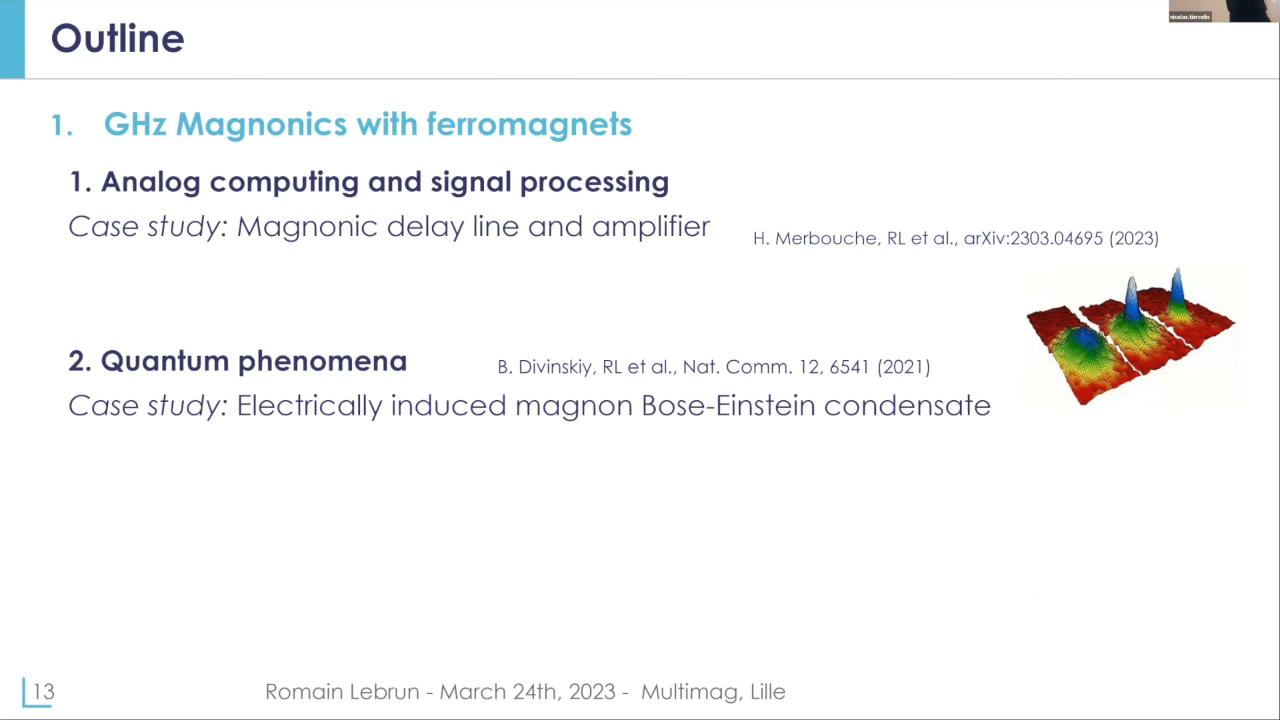 nicolas.tiercelin
Outline
1. GHz Magnonics with ferromagnets
1. Analog computing and signal processing
Case study: Magnonic delay line and amplifier
H. Merbouche, RL et al., arXiv:2303.04695 (2023)
2. Quantum phenomena
B. Divinskiy, RL et al., Nat. Comm. 12, 6541 (2021)
Case study: Electrically induced magnon Bose-Einstein condensate
13
Romain Lebrun - March 24th, 2023 - Multimag, Lille